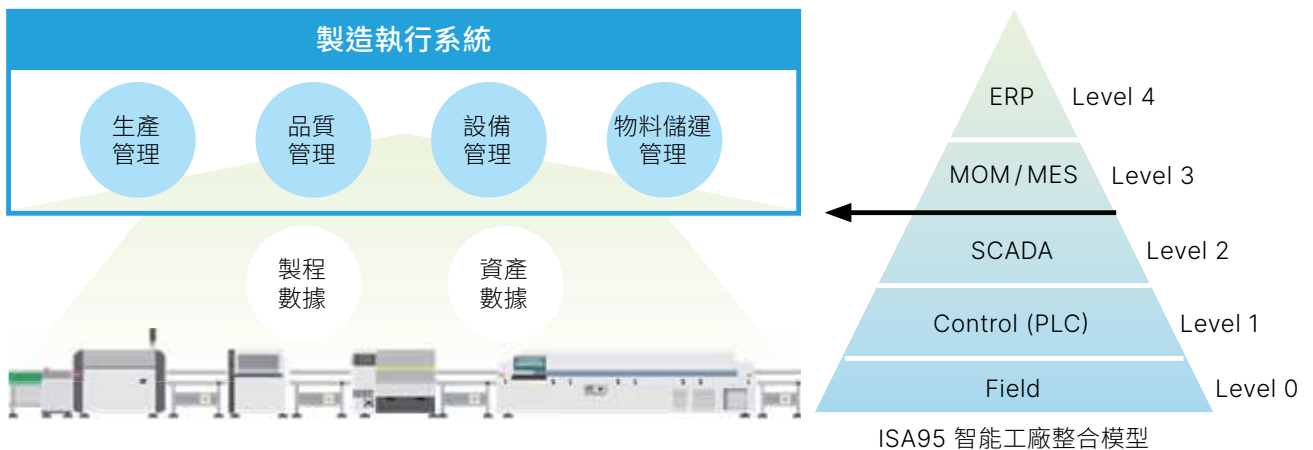 製造執行系統
生產
管理
品質
管理
設備
管理
物料儲運
管理
製程
數據
資產
數據
ERP Level 4
MOM/MES Level 3
SCADA Level 2
Control (PLC) Level 1
Field Level 0
ISA95 智能工廠整合模型